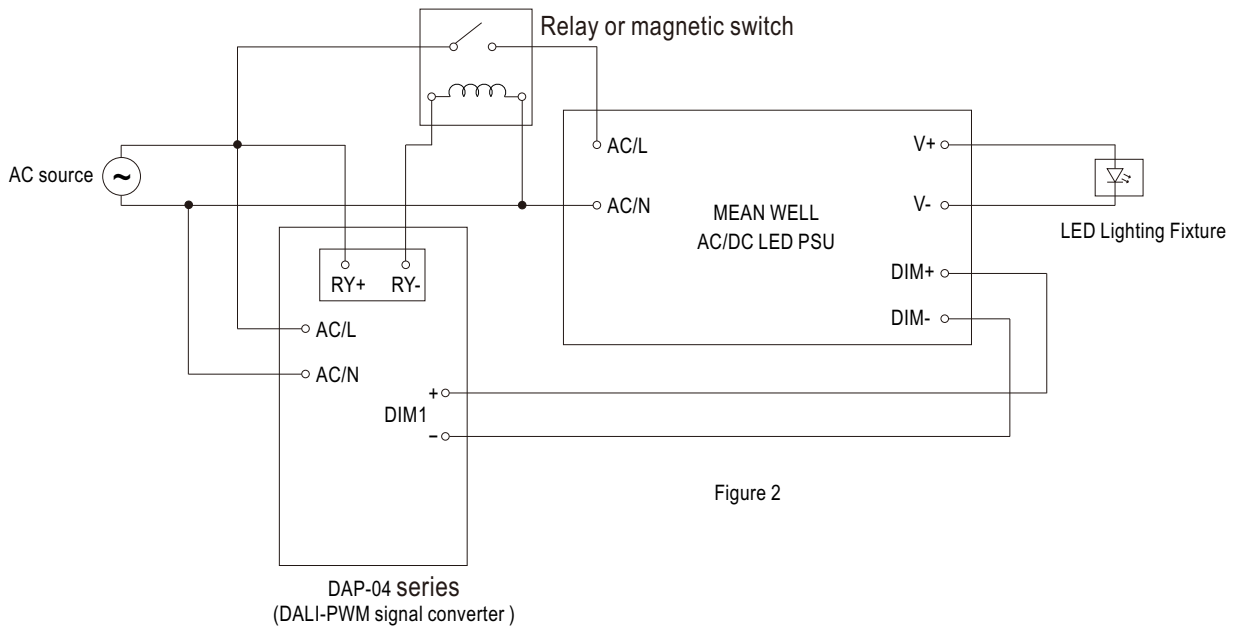 Relay or magnetic switch
AC source
~
AC/L
AC/N
MEAN WELL
AC/DC LED PSU
V+
V-
DIM+
DIM-
LED Lighting Fixture
RY+ RY-
AC/L
AC/N
DIM1
+
-
Figure 2
DAP-04 series
(DALI-PWM signal converter )